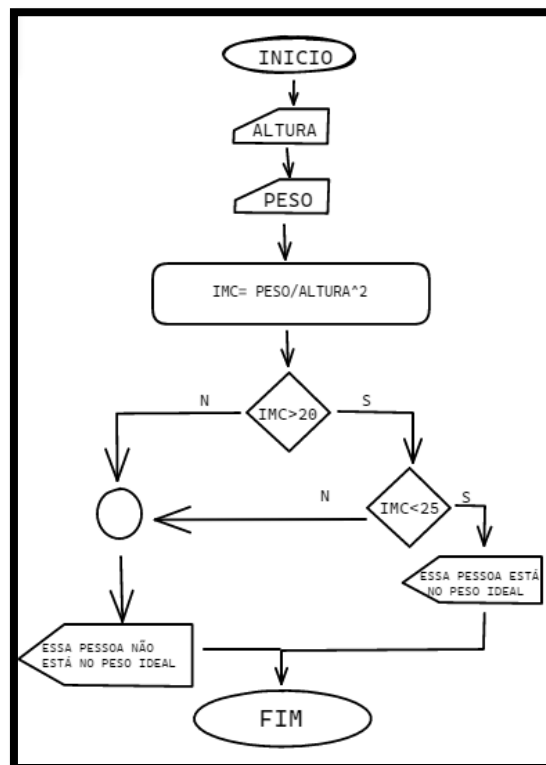 INICIO
ALTURA
PESO
IMC= PESO/ALTURA^2
N
S
IMC>20
N
S
IMC<25
ESSA PESSOA ESTÁ
NO PESO IDEAL
ESSA PESSOA NÃO
ESTÁ NO PESO IDEAL
FIM